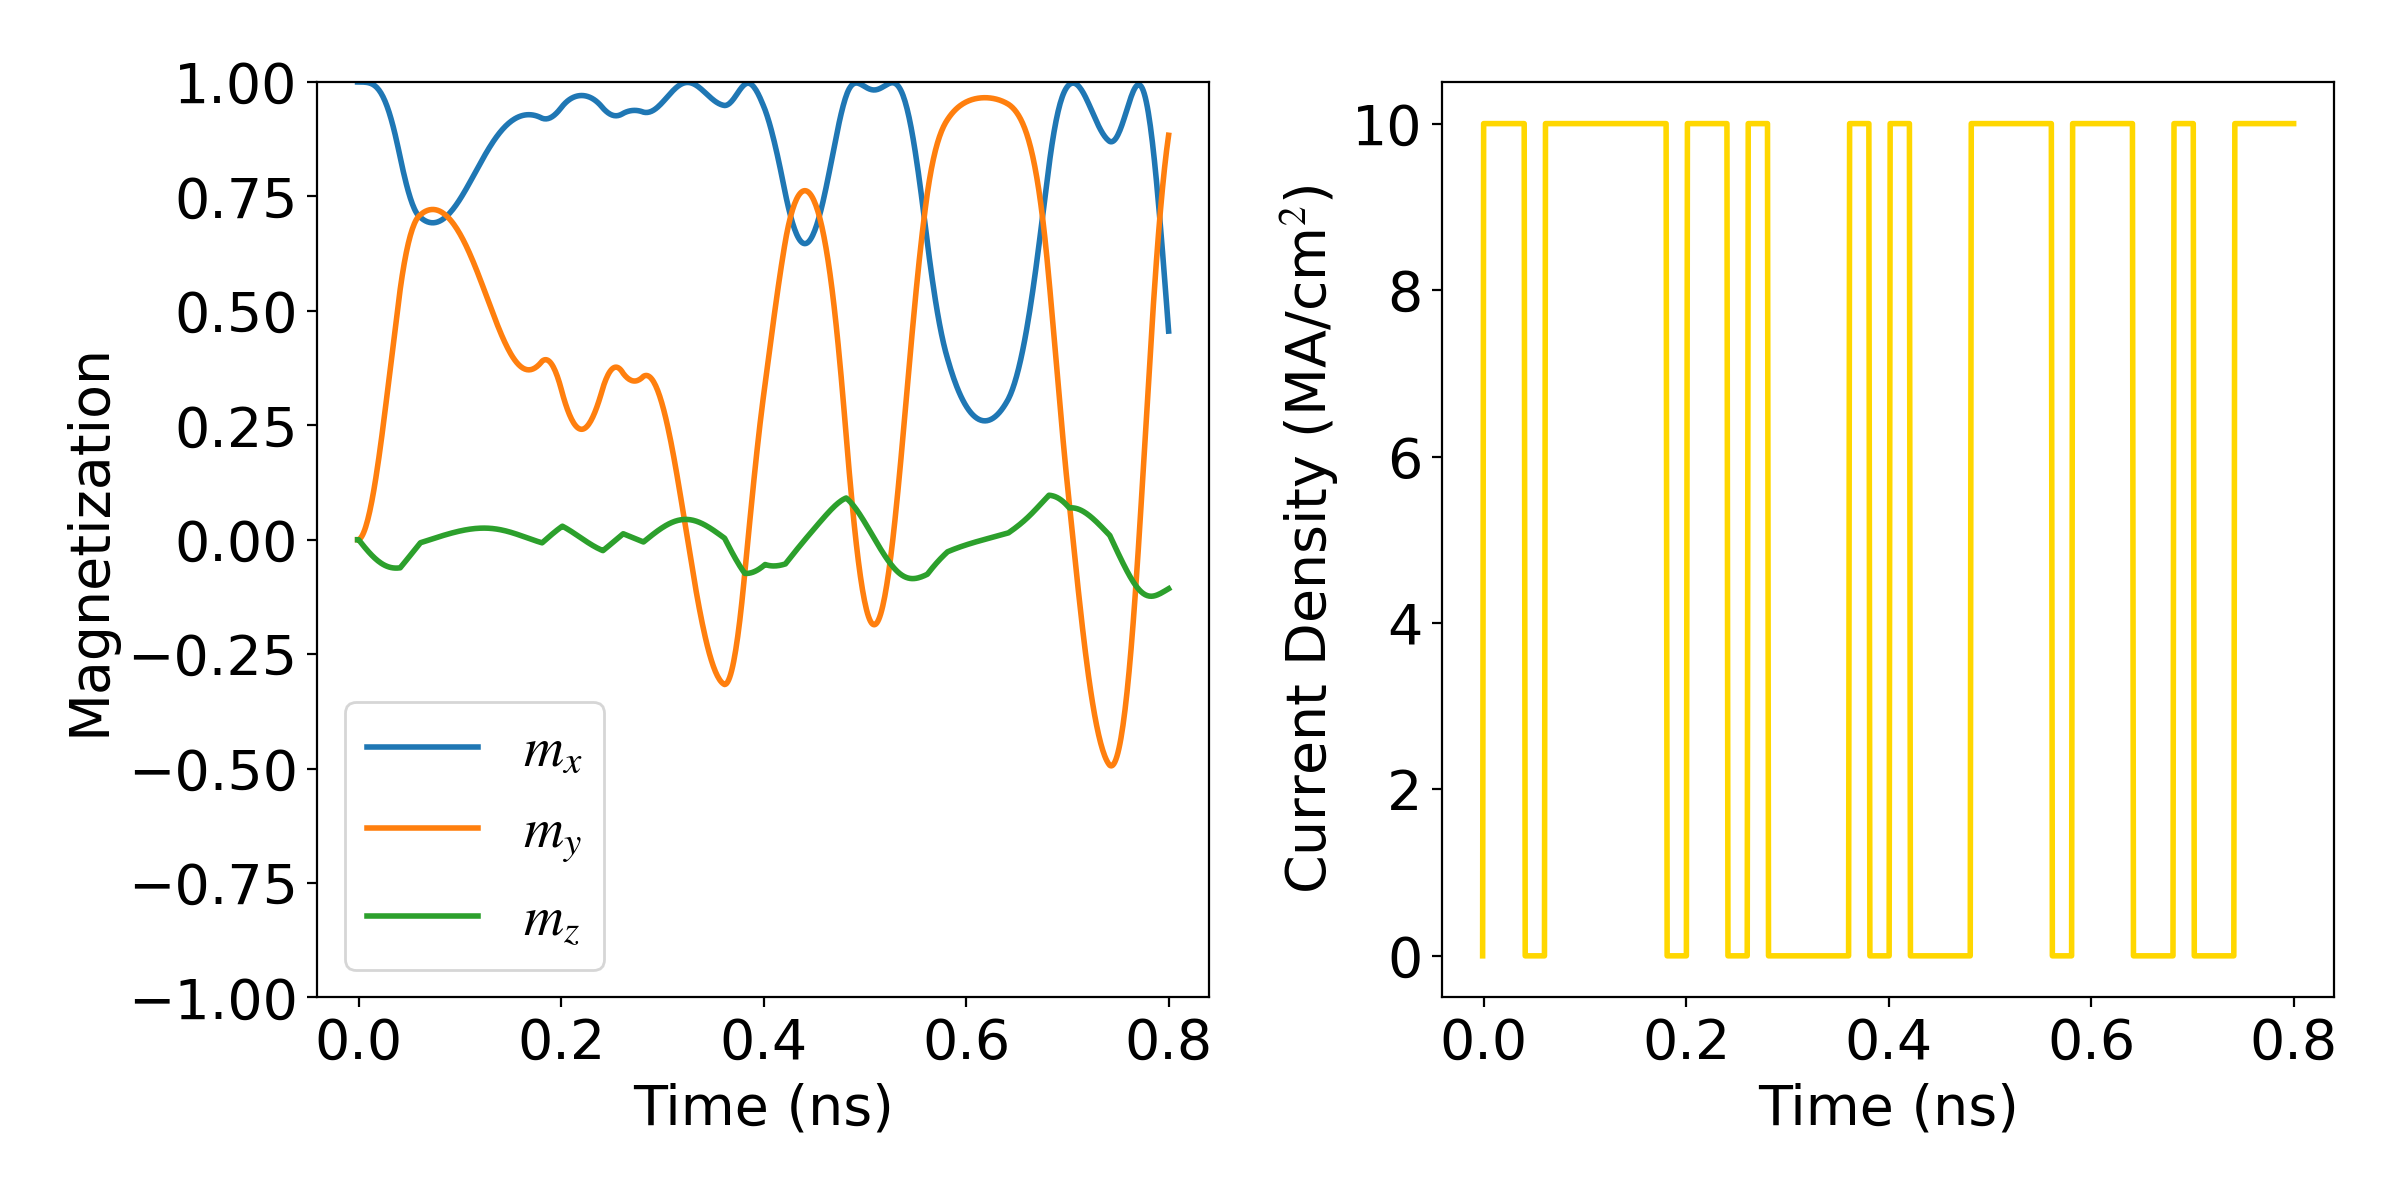 1.00
0.75
0.50
0.25
0.00
−0.25
−0.50
−0.75
−1.00
Magnetization
m_x
m_y
m_z
0.0 0.2 0.4 0.6 0.8
Time (ns)
10
8
6
4
2
0
Current Density (MA/cm²)
0.0 0.2 0.4 0.6 0.8
Time (ns)